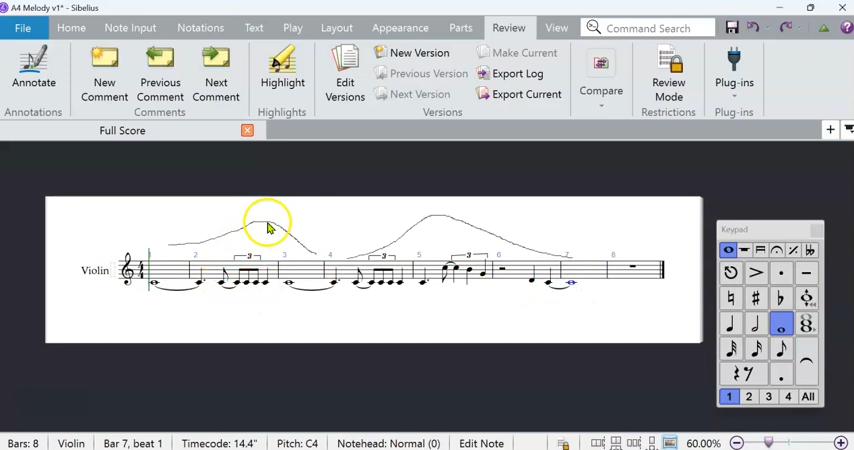 A4 Melody v1* - Sibelius
File Home Note Input Notations Text Play Layout Appearance Parts Review View Command Search
Annotate New Comment Previous Comment Next Comment Highlight Edit Versions New Version Previous Version Next Version Make Current Export Log Export Current Compare Review Mode Plug-ins
Annotations Comments Highlights Versions Restrictions Plug-ins
Full Score
Keypad
2 3 3 4 3 5 3 6 7 8
Violin 4 4
1 2 3 4 All
Bars: 8 Violin Bar 7, beat 1 Timecode: 14.4" Pitch: C4 Notehead: Normal (0) Edit Note 60.00%